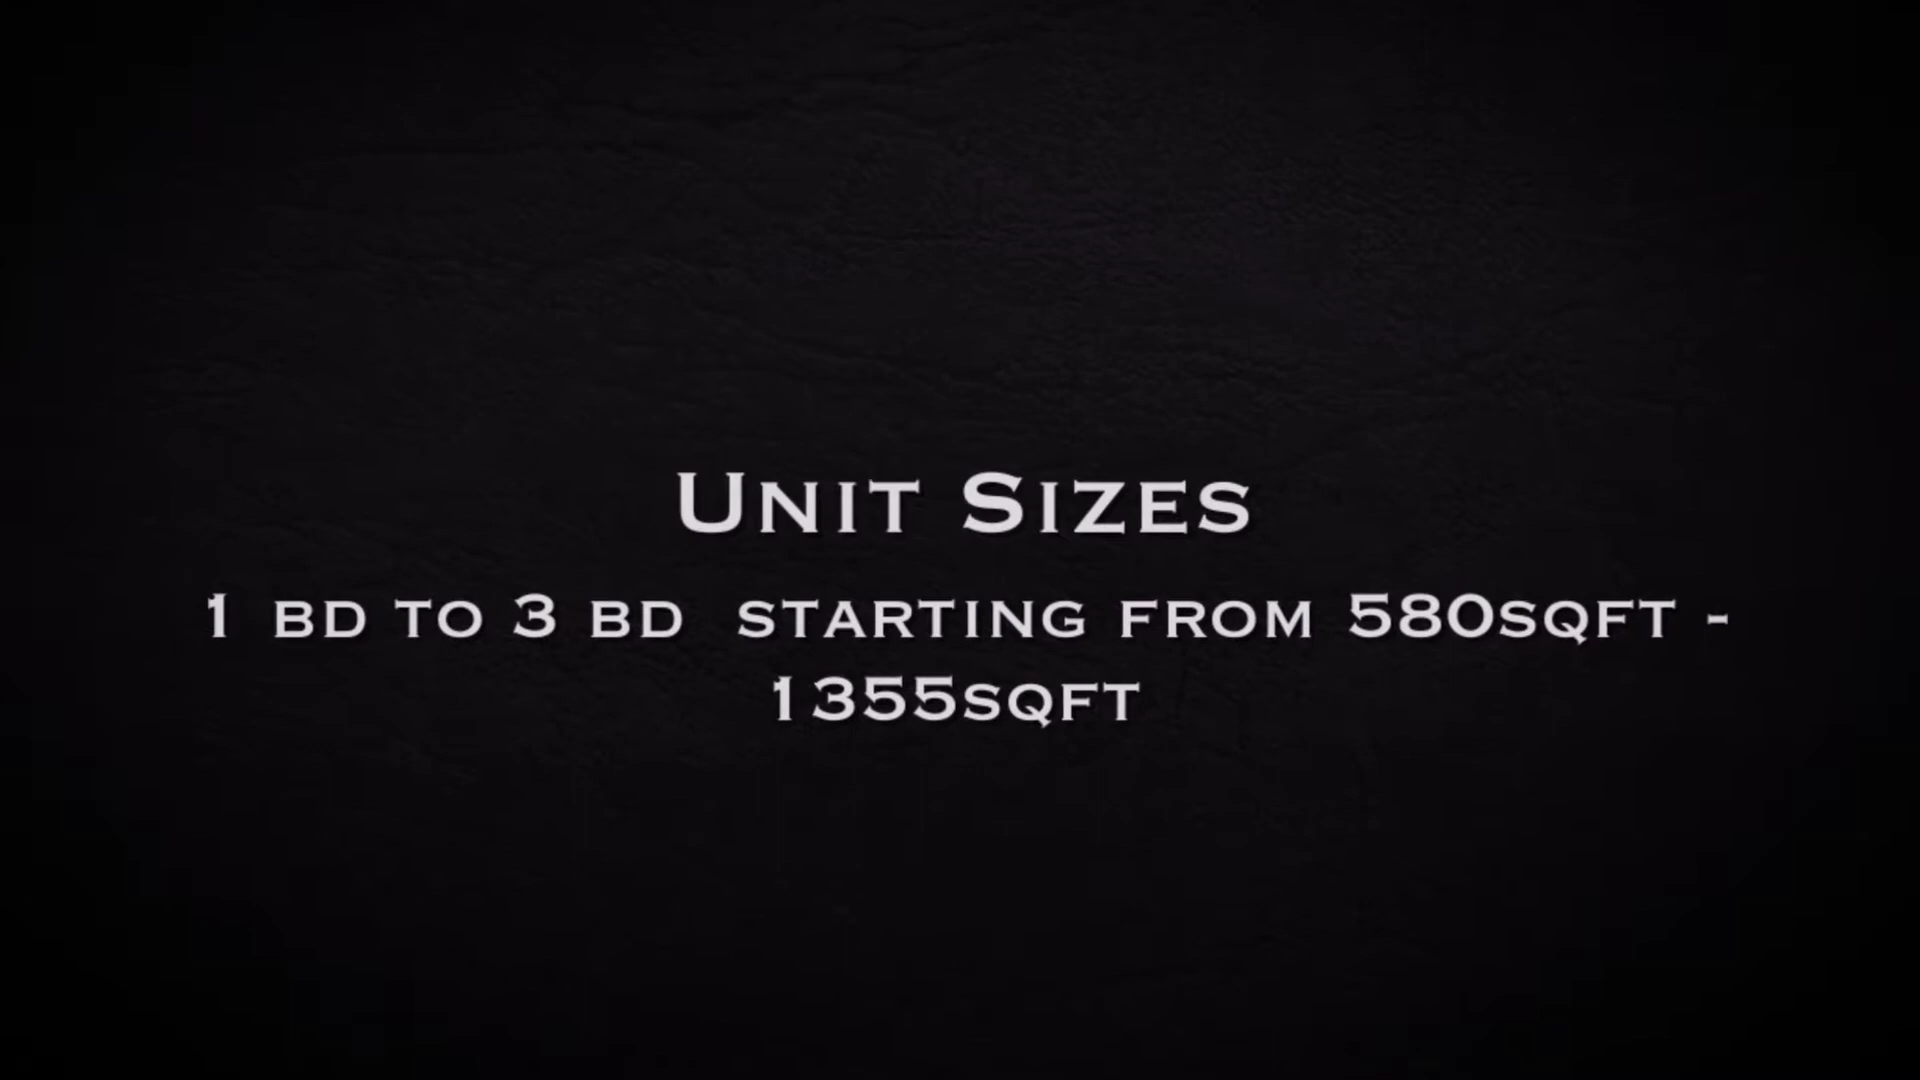 Unit Sizes
1 bd to 3 bd starting from 580sqft -
1355sqft